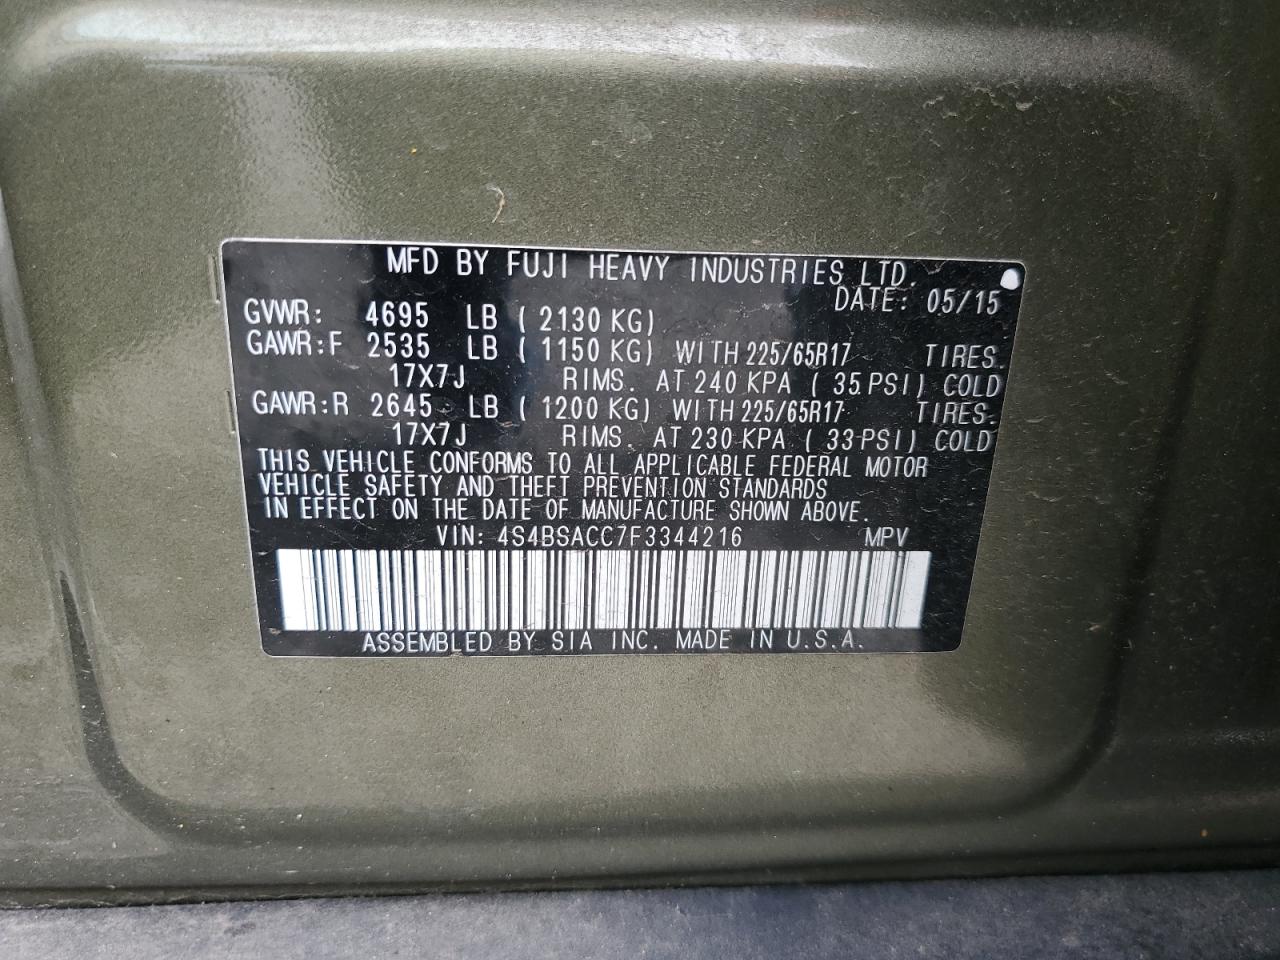 MFD BY FUJI HEAVY INDUSTRIES LTD.
DATE: 05/15
GVWR: 4695 LB ( 2130 KG)
GAWR:F 2535 LB ( 1150 KG) WITH 225/65R17 TIRES.
17X7J RIMS. AT 240 KPA ( 35 PSI) COLD
GAWR:R 2645 LB ( 1200 KG) WITH 225/65R17 TIRES.
17X7J RIMS. AT 230 KPA ( 33 PSI) COLD
THIS VEHICLE CONFORMS TO ALL APPLICABLE FEDERAL MOTOR
VEHICLE SAFETY AND THEFT PREVENTION STANDARDS
IN EFFECT ON THE DATE OF MANUFACTURE SHOWN ABOVE.
VIN: 4S4BSACC7F3344216 MPV
ASSEMBLED BY SIA INC. MADE IN U.S.A.